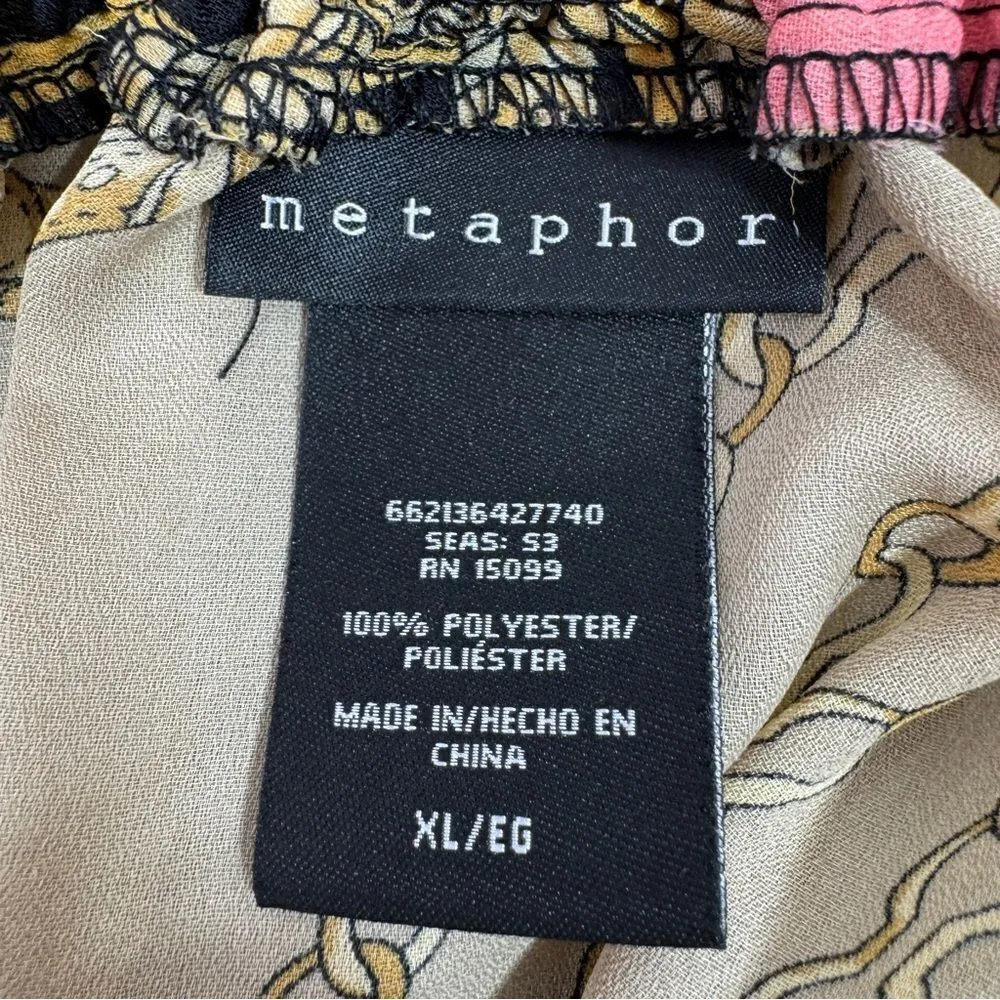 metaphor
662136427740
SEAS: S3
RN 15099
100% POLYESTER/
POLIÉSTER
MADE IN/HECHO EN
CHINA
XL/EG